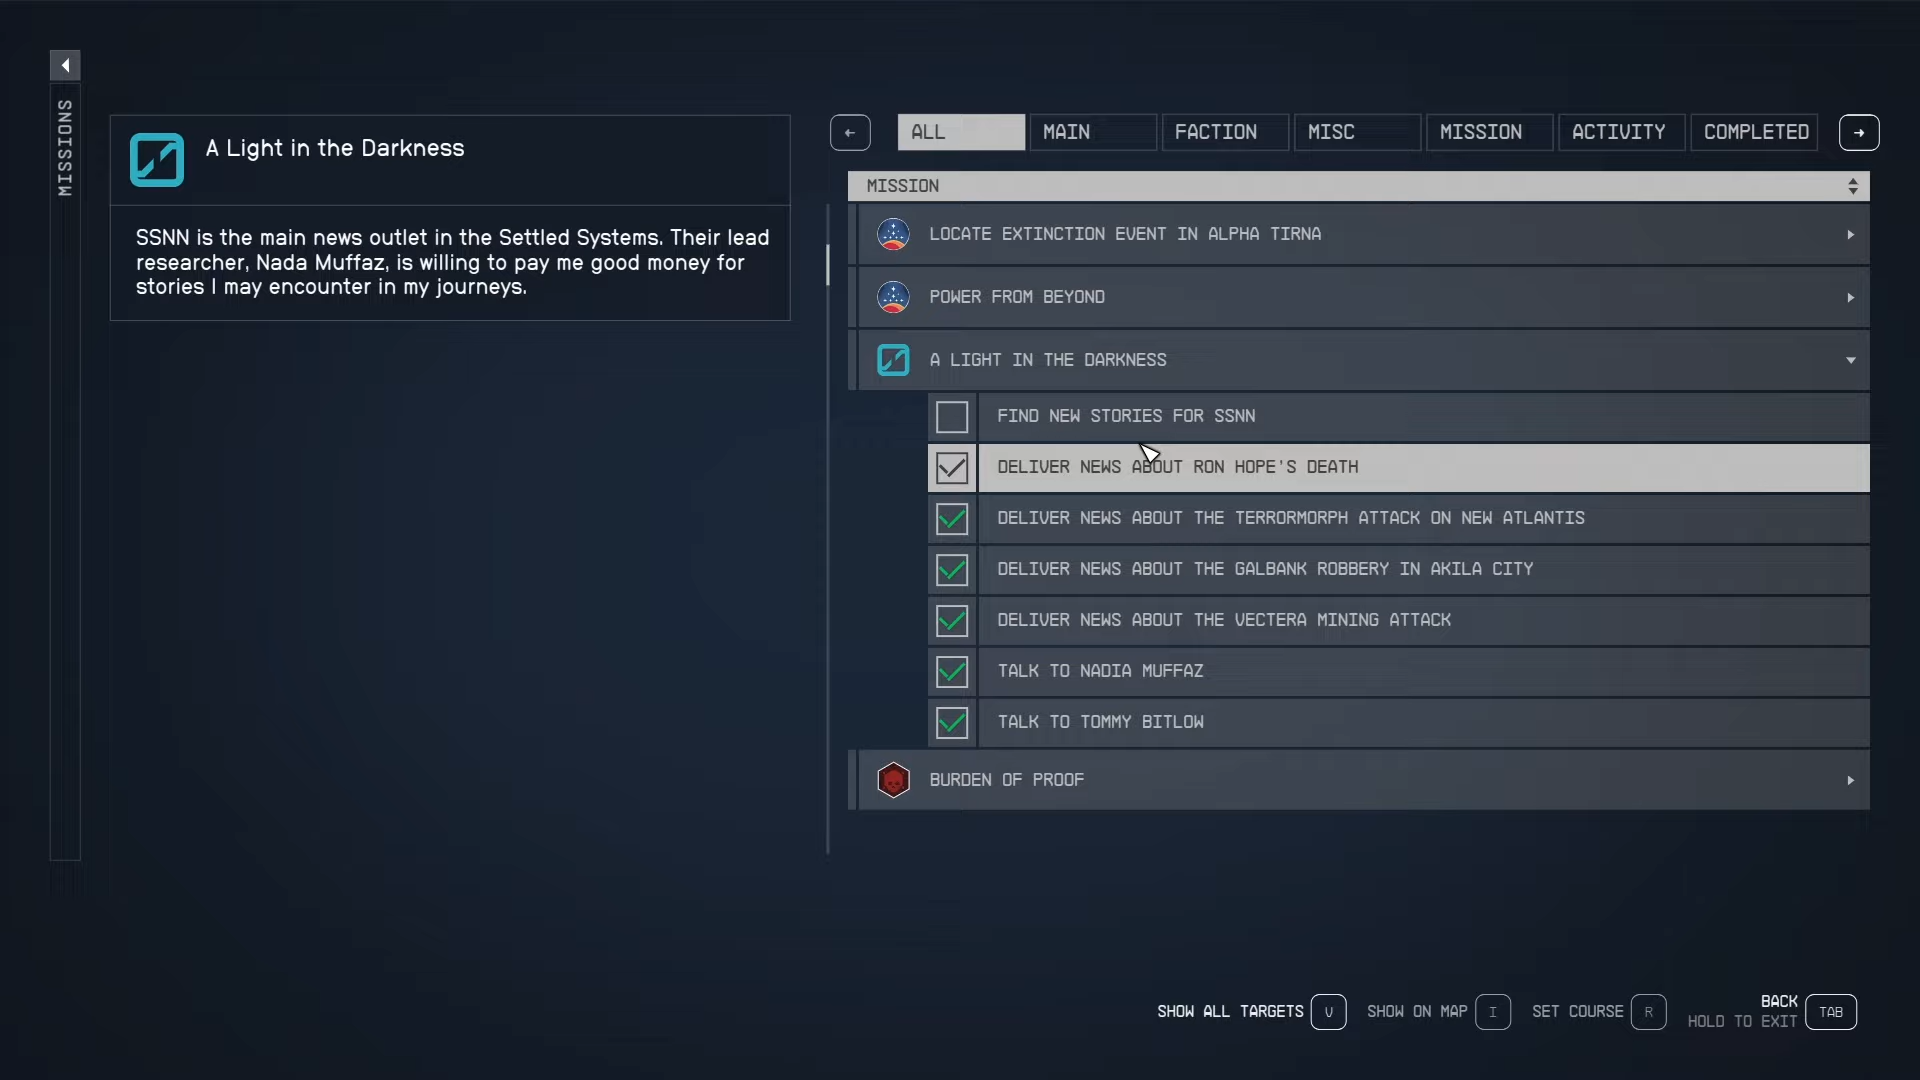 MISSIONS
A Light in the Darkness
SSNN is the main news outlet in the Settled Systems. Their lead
researcher, Nada Muffaz, is willing to pay me good money for
stories I may encounter in my journeys.
ALL
MAIN
FACTION
MISC
MISSION
ACTIVITY
COMPLETED
MISSION
LOCATE EXTINCTION EVENT IN ALPHA TIRNA
POWER FROM BEYOND
A LIGHT IN THE DARKNESS
FIND NEW STORIES FOR SSNN
DELIVER NEWS ABOUT RON HOPE'S DEATH
DELIVER NEWS ABOUT THE TERRORMORPH ATTACK ON NEW ATLANTIS
DELIVER NEWS ABOUT THE GALBANK ROBBERY IN AKILA CITY
DELIVER NEWS ABOUT THE VECTERA MINING ATTACK
TALK TO NADIA MUFFAZ
TALK TO TOMMY BITLOW
BURDEN OF PROOF
SHOW ALL TARGETS V
SHOW ON MAP I
SET COURSE R
BACK
HOLD TO EXIT
TAB